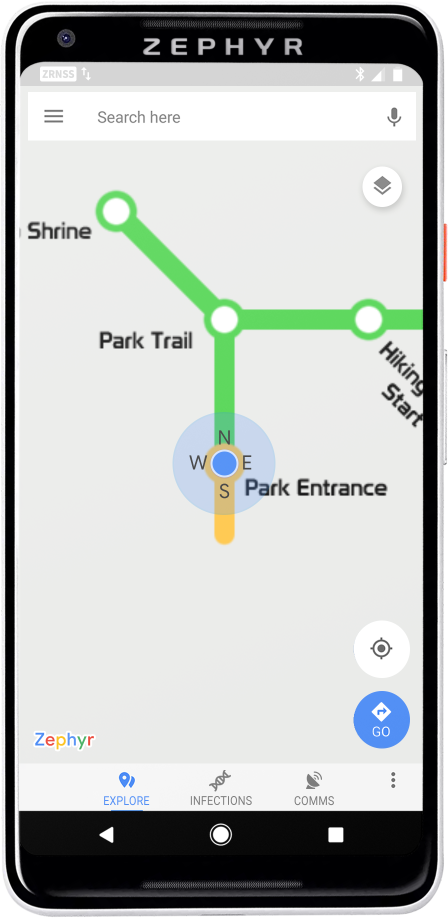 ZEPHYR
ZRNSS
Search here
Shrine
Park Trail
Hiking
Start
N
W E
S
Park Entrance
GO
Zephyr
EXPLORE INFECTIONS COMMS